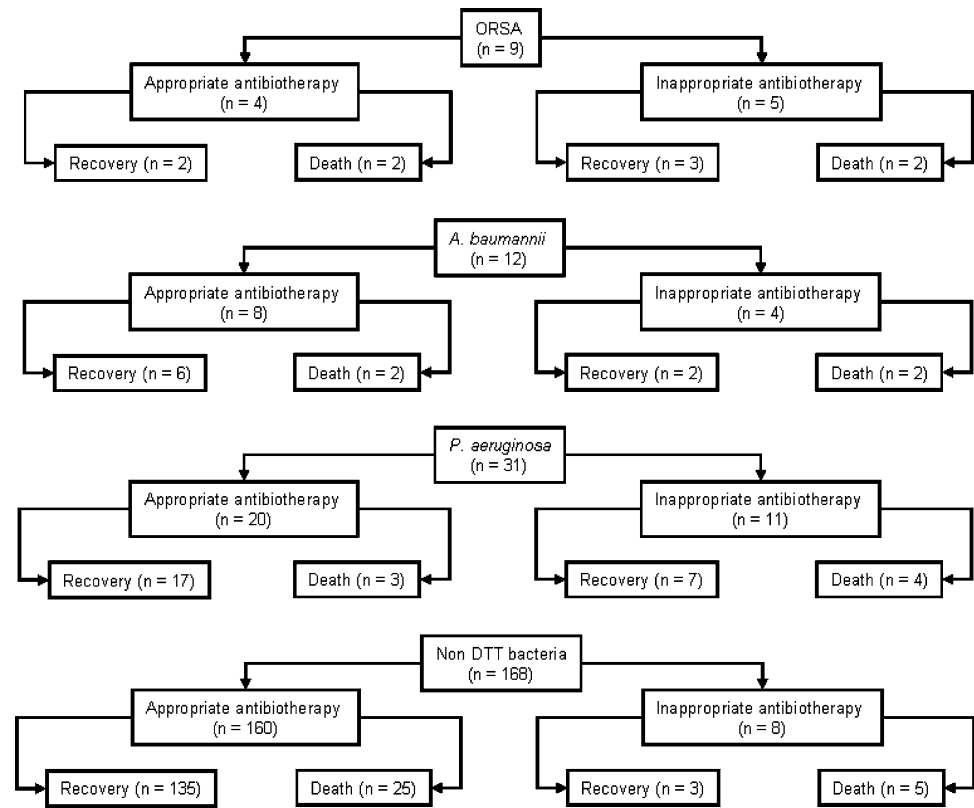 ORSA
(n = 9)
Appropriate antibiotherapy
(n = 4)
Inappropriate antibiotherapy
(n = 5)
Recovery (n = 2)
Death (n = 2)
Recovery (n = 3)
Death (n = 2)
A. baumannii
(n = 12)
Appropriate antibiotherapy
(n = 8)
Inappropriate antibiotherapy
(n = 4)
Recovery (n = 6)
Death (n = 2)
Recovery (n = 2)
Death (n = 2)
P. aeruginosa
(n = 31)
Appropriate antibiotherapy
(n = 20)
Inappropriate antibiotherapy
(n = 11)
Recovery (n = 17)
Death (n = 3)
Recovery (n = 7)
Death (n = 4)
Non DTT bacteria
(n = 168)
Appropriate antibiotherapy
(n = 160)
Inappropriate antibiotherapy
(n = 8)
Recovery (n = 135)
Death (n = 25)
Recovery (n = 3)
Death (n = 5)